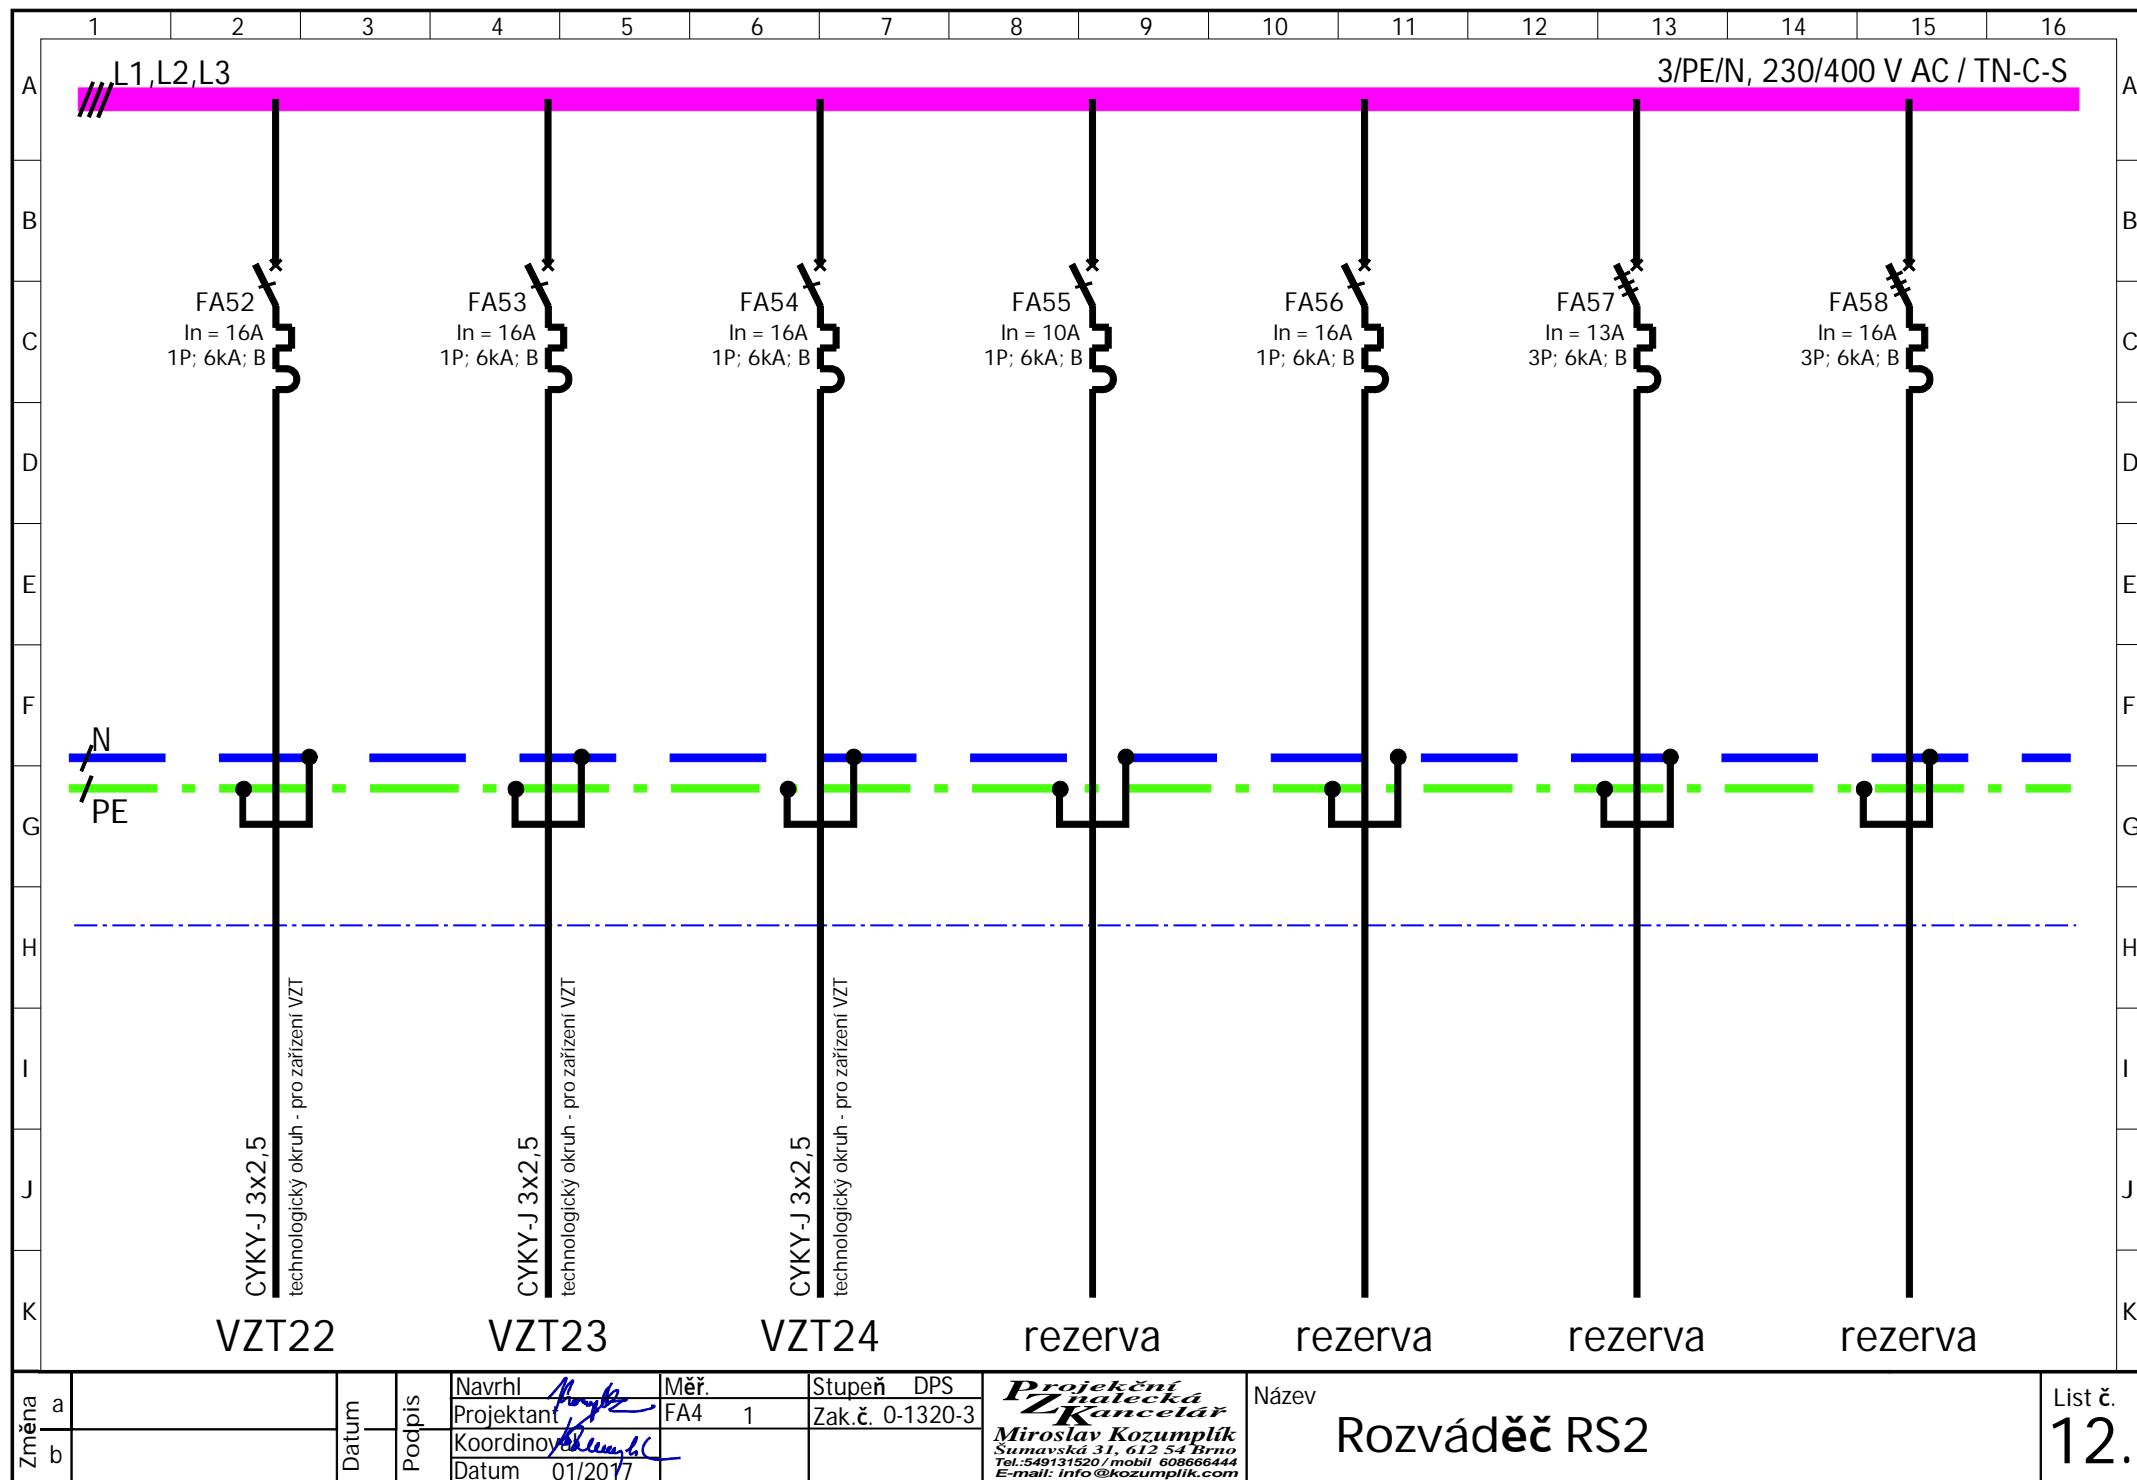 1 2 3 4 5 6 7 8 9 10 11 12 13 14 15 16
A L1,L2,L3 3/PE/N, 230/400 V AC / TN-C-S A
B B
FA52 FA53 FA54 FA55 FA56 FA57 FA58
In = 16A In = 16A In = 16A In = 10A In = 16A In = 13A In = 16A
C C
1P; 6kA; B 1P; 6kA; B 1P; 6kA; B 1P; 6kA; B 1P; 6kA; B 3P; 6kA; B 3P; 6kA; B
D D
E E
F F
N
PE
G G
H H
I I
J J
CYKY-J 3x2,5
technologický okruh - pro zařízení VZT
CYKY-J 3x2,5
technologický okruh - pro zařízení VZT
CYKY-J 3x2,5
technologický okruh - pro zařízení VZT
K K
VZT22 VZT23 VZT24 rezerva rezerva rezerva rezerva
Změna
a
b
Datum
Podpis
Navrhl
Projektant
Koordinoval
Datum 01/2017
Měř.
FA4 1
Stupeň DPS
Zak.č. 0-1320-3
Projekční
Znalecká
Kancelář
Miroslav Kozumplík
Šumavská 31, 612 54 Brno
Tel.:549131520 / mobil 608666444
E-mail: info@kozumplik.com
Název
Rozváděč RS2
List č.
12.